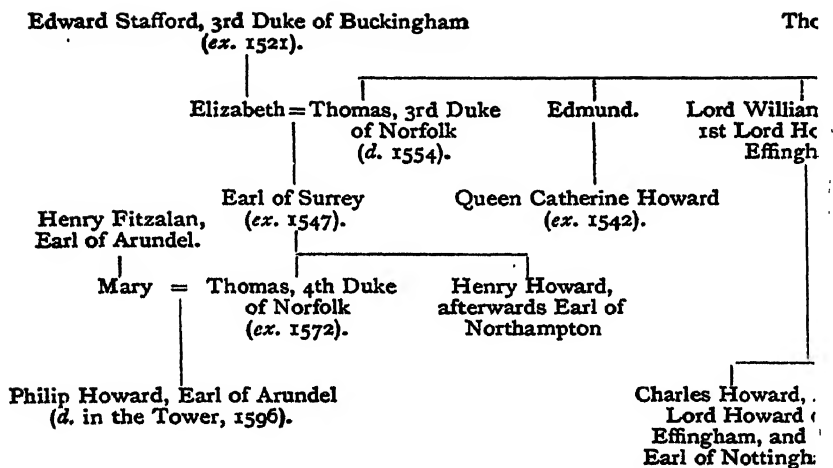 Edward Stafford, 3rd Duke of Buckingham
(ex. 1521).
Elizabeth = Thomas, 3rd Duke
of Norfolk
(d. 1554).
Edmund.
Lord
1st Lord
Earl of Surrey
(ex. 1547).
Queen Catherine Howard
(ex. 1542).
Henry Fitzalan,
Earl of Arundel.
Mary = Thomas, 4th Duke
of Norfolk
(ex. 1572).
Henry Howard,
afterwards Earl of
Northampton
Philip Howard, Earl of Arundel
(d. in the Tower, 1596).
Charles Howard,
Lord Howard
Effingham, and
Earl of